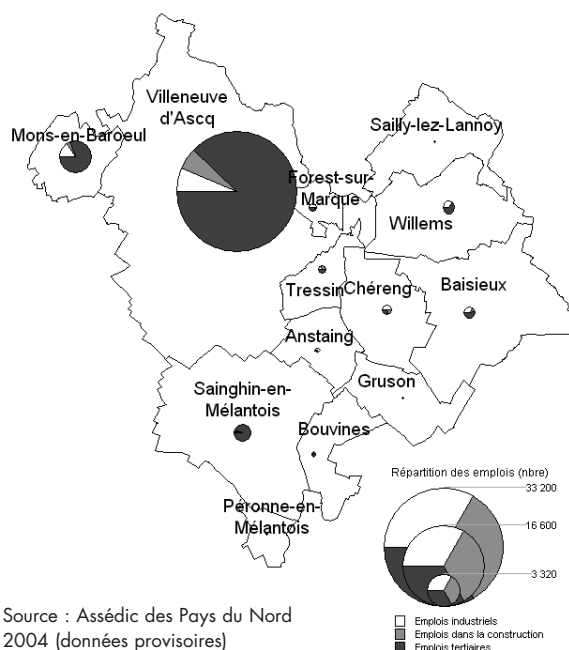 Villeneuve
d'Ascq
Mons-en-Baroeul
Sailly-lez-Lannoy
Forest-sur-
Marque
Willems
Tressin
Chéreng
Baisieux
Anstaing
Gruson
Sainghin-en-
Mélantois
Bouvines
Péronne-en-
Mélantois
Répartition des emplois (nbre)
33 200
16 600
3 320
Emplois industriels
Emplois dans la construction
Emplois tertiaires
Source : Assédic des Pays du Nord
2004 (données provisoires)